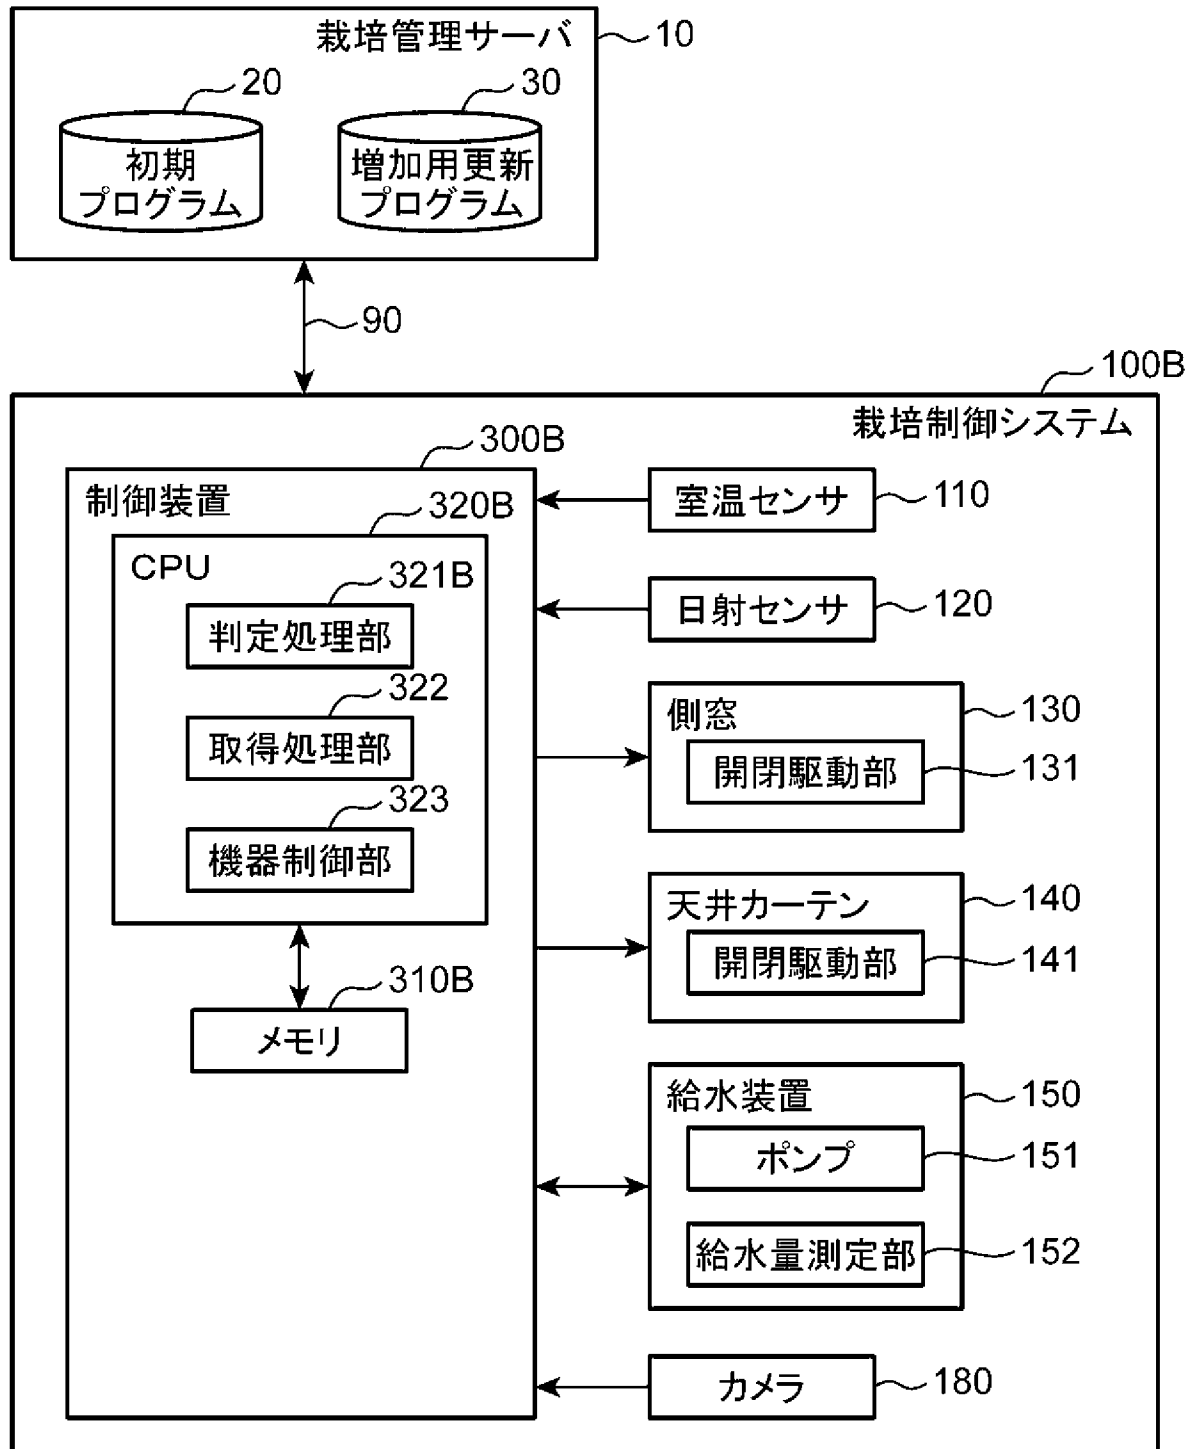 栽培管理サーバ
10
20
30
初期
プログラム
増加用更新
プログラム
90
100B
栽培制御システム
300B
制御装置
320B
CPU
321B
判定処理部
322
取得処理部
323
機器制御部
310B
メモリ
室温センサ
110
日射センサ
120
側窓
130
開閉駆動部
131
天井カーテン
140
開閉駆動部
141
給水装置
150
ポンプ
151
給水量測定部
152
カメラ
180